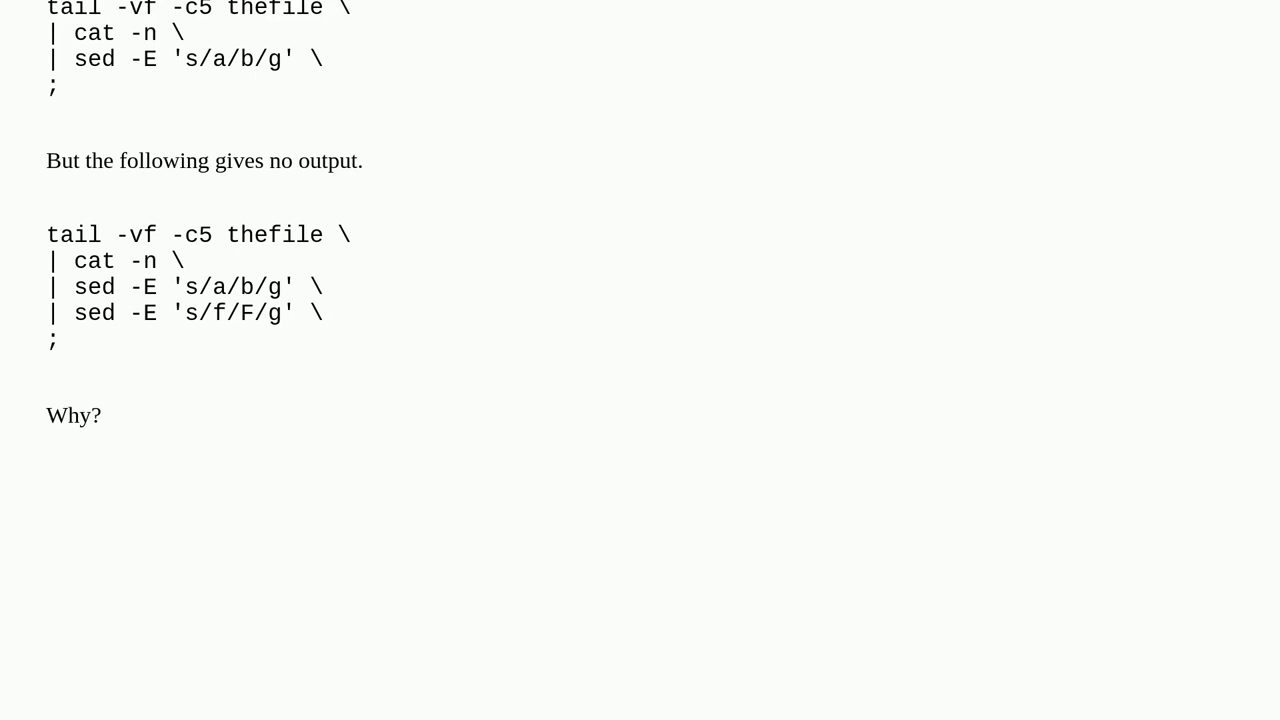 tail -vf -c5 thefile \
| cat -n \
| sed -E 's/a/b/g' \
;
But the following gives no output.
tail -vf -c5 thefile \
| cat -n \
| sed -E 's/a/b/g' \
| sed -E 's/f/F/g' \
;
Why?